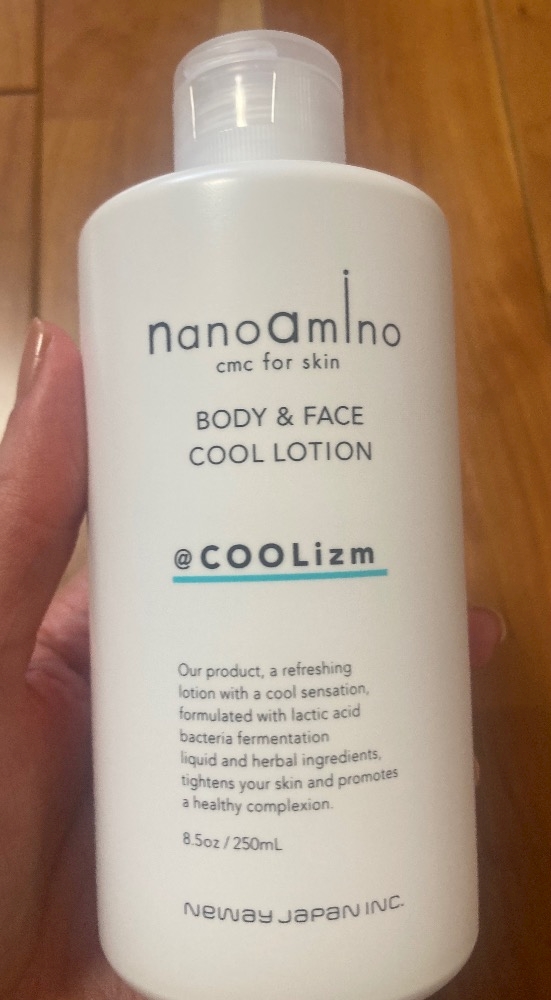 nanoamino
cmc for skin
BODY & FACE
COOL LOTION
@COOLizm
Our product, a refreshing
lotion with a cool sensation,
formulated with lactic acid
bacteria fermentation
liquid and herbal ingredients,
tightens your skin and promotes
a healthy complexion.
8.5oz / 250mL
Neway Japan INC.